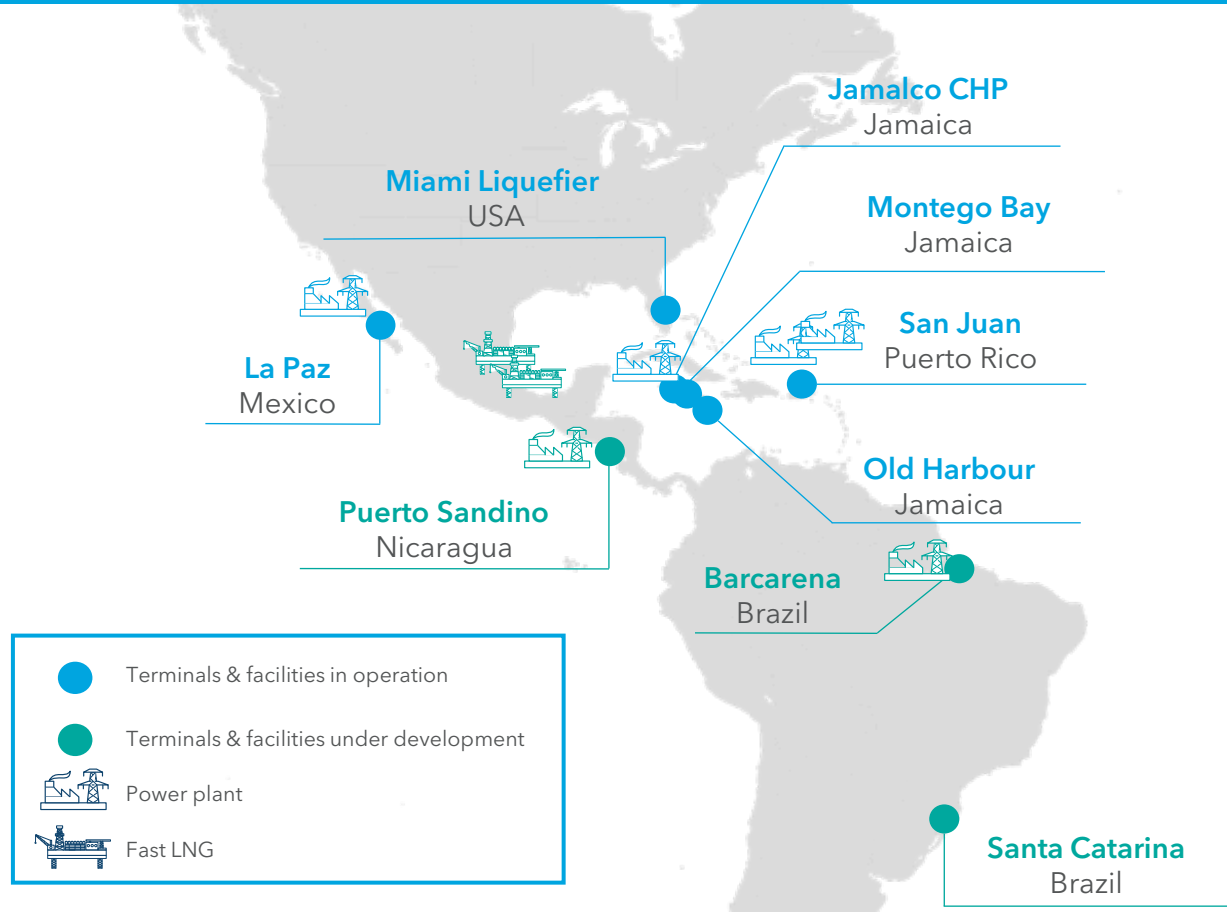 Jamalco CHP
Jamaica
Miami Liquefier
USA
Montego Bay
Jamaica
San Juan
Puerto Rico
La Paz
Mexico
Old Harbour
Jamaica
Puerto Sandino
Nicaragua
Barcarena
Brazil
Terminals & facilities in operation
Terminals & facilities under development
Power plant
Fast LNG
Santa Catarina
Brazil